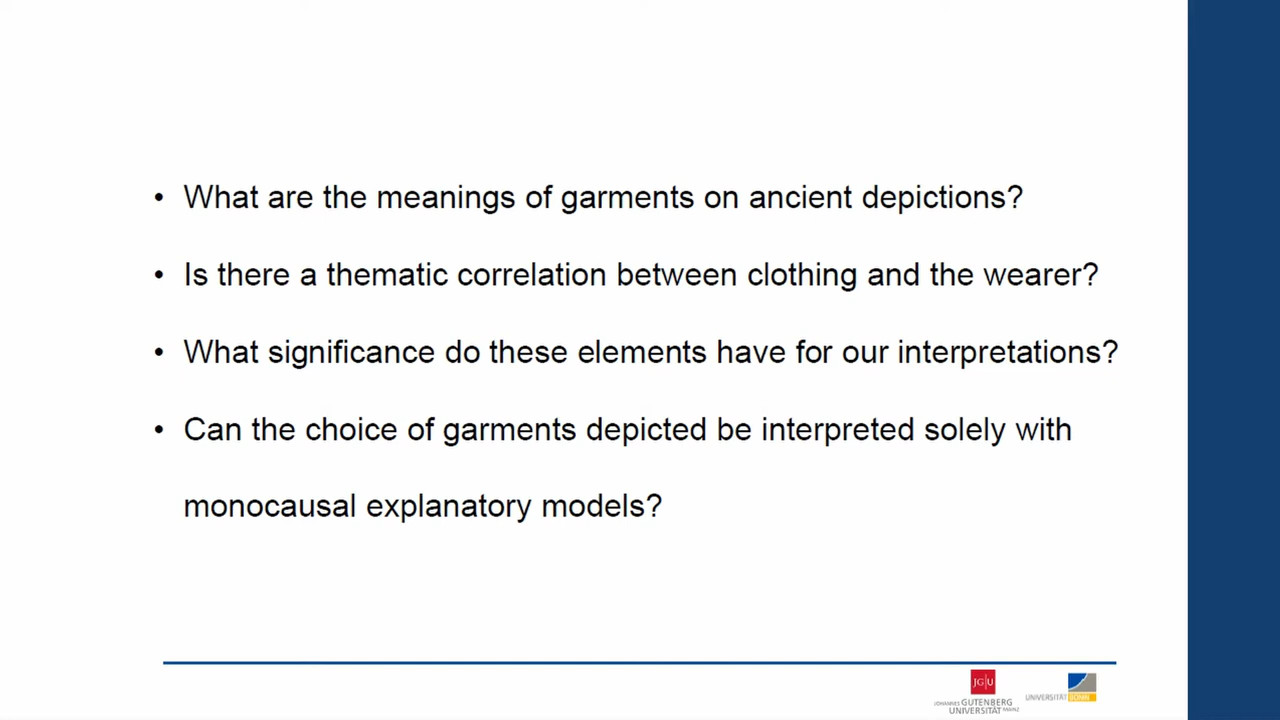 • What are the meanings of garments on ancient depictions?
• Is there a thematic correlation between clothing and the wearer?
• What significance do these elements have for our interpretations?
• Can the choice of garments depicted be interpreted solely with
monocausal explanatory models?
JG|U
JOHANNES GUTENBERG
UNIVERSITÄT MAINZ
UNIVERSITÄT BONN